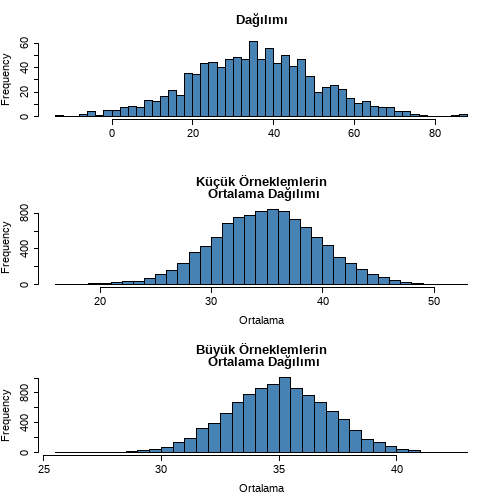 Dağılımı
Frequency
0
20
40
60
0
20
40
60
80
Küçük Örneklemlerin
Ortalama Dağılımı
Frequency
0
400
800
20
30
40
50
Ortalama
Büyük Örneklemlerin
Ortalama Dağılımı
Frequency
0
400
800
25
30
35
40
Ortalama